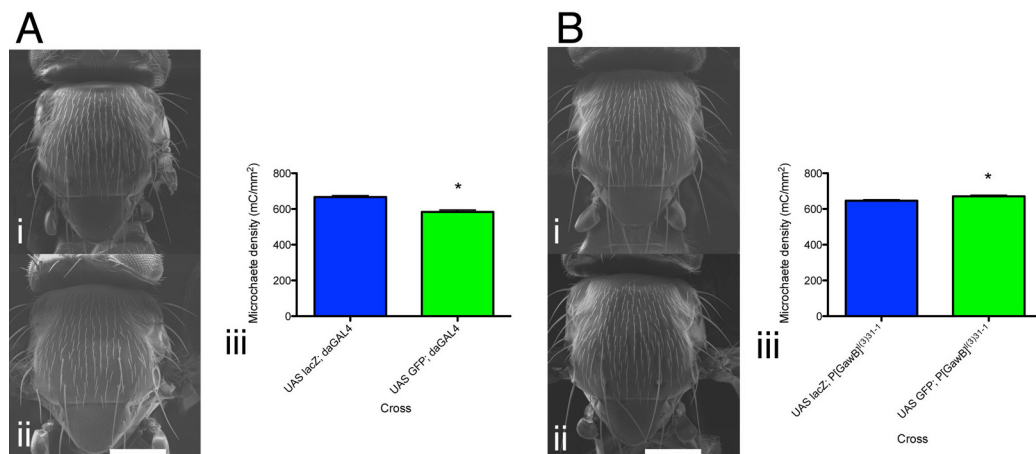 A
i
ii
iii
Microchaete density (mC/mm²)
800
600
400
200
0
*
UAS lacZ; daGAL4
UAS GFP; daGAL4
Cross
B
i
ii
iii
Microchaete density (mC/mm²)
800
600
400
200
0
*
UAS lacZ; P[GawB]l(3)31-1
UAS GFP; P[GawB]l(3)31-1
Cross